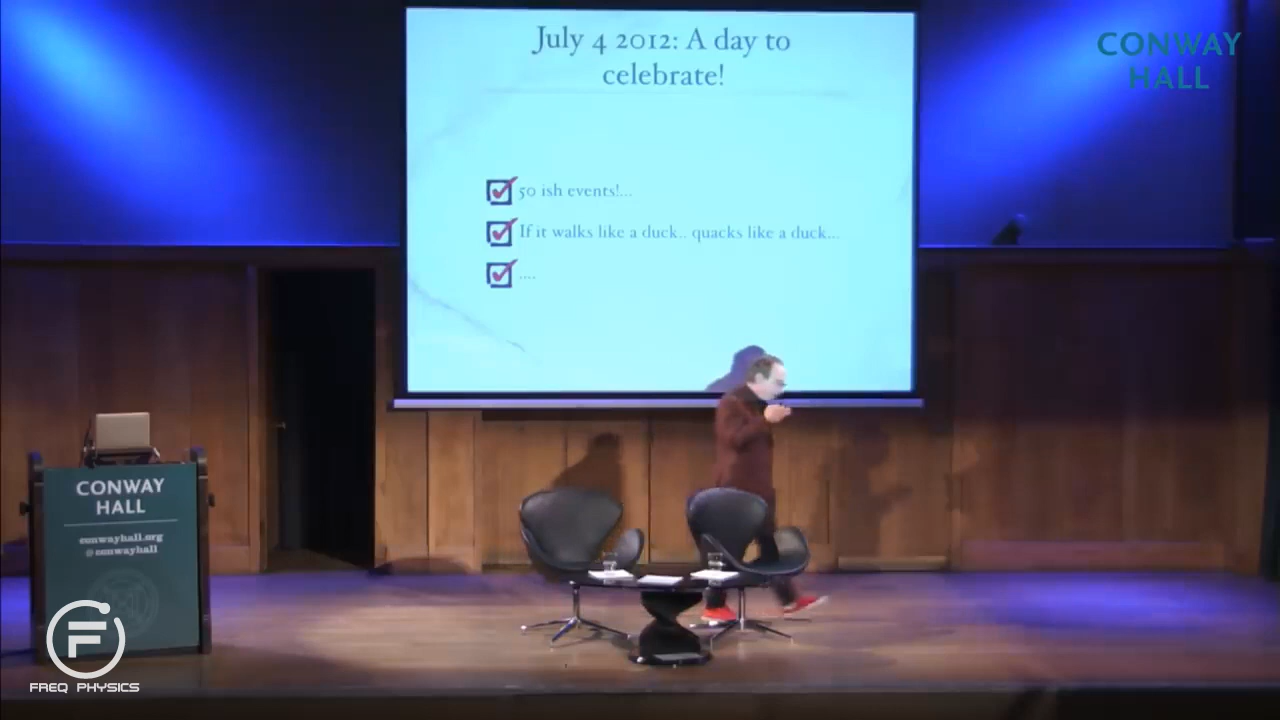 July 4 2012: A day to
celebrate!
50 ish events!...
If it walks like a duck.. quacks like a duck...
....
CONWAY
HALL
CONWAY
HALL
conwayhall.org
@conwayhall
FREQ PHYSICS